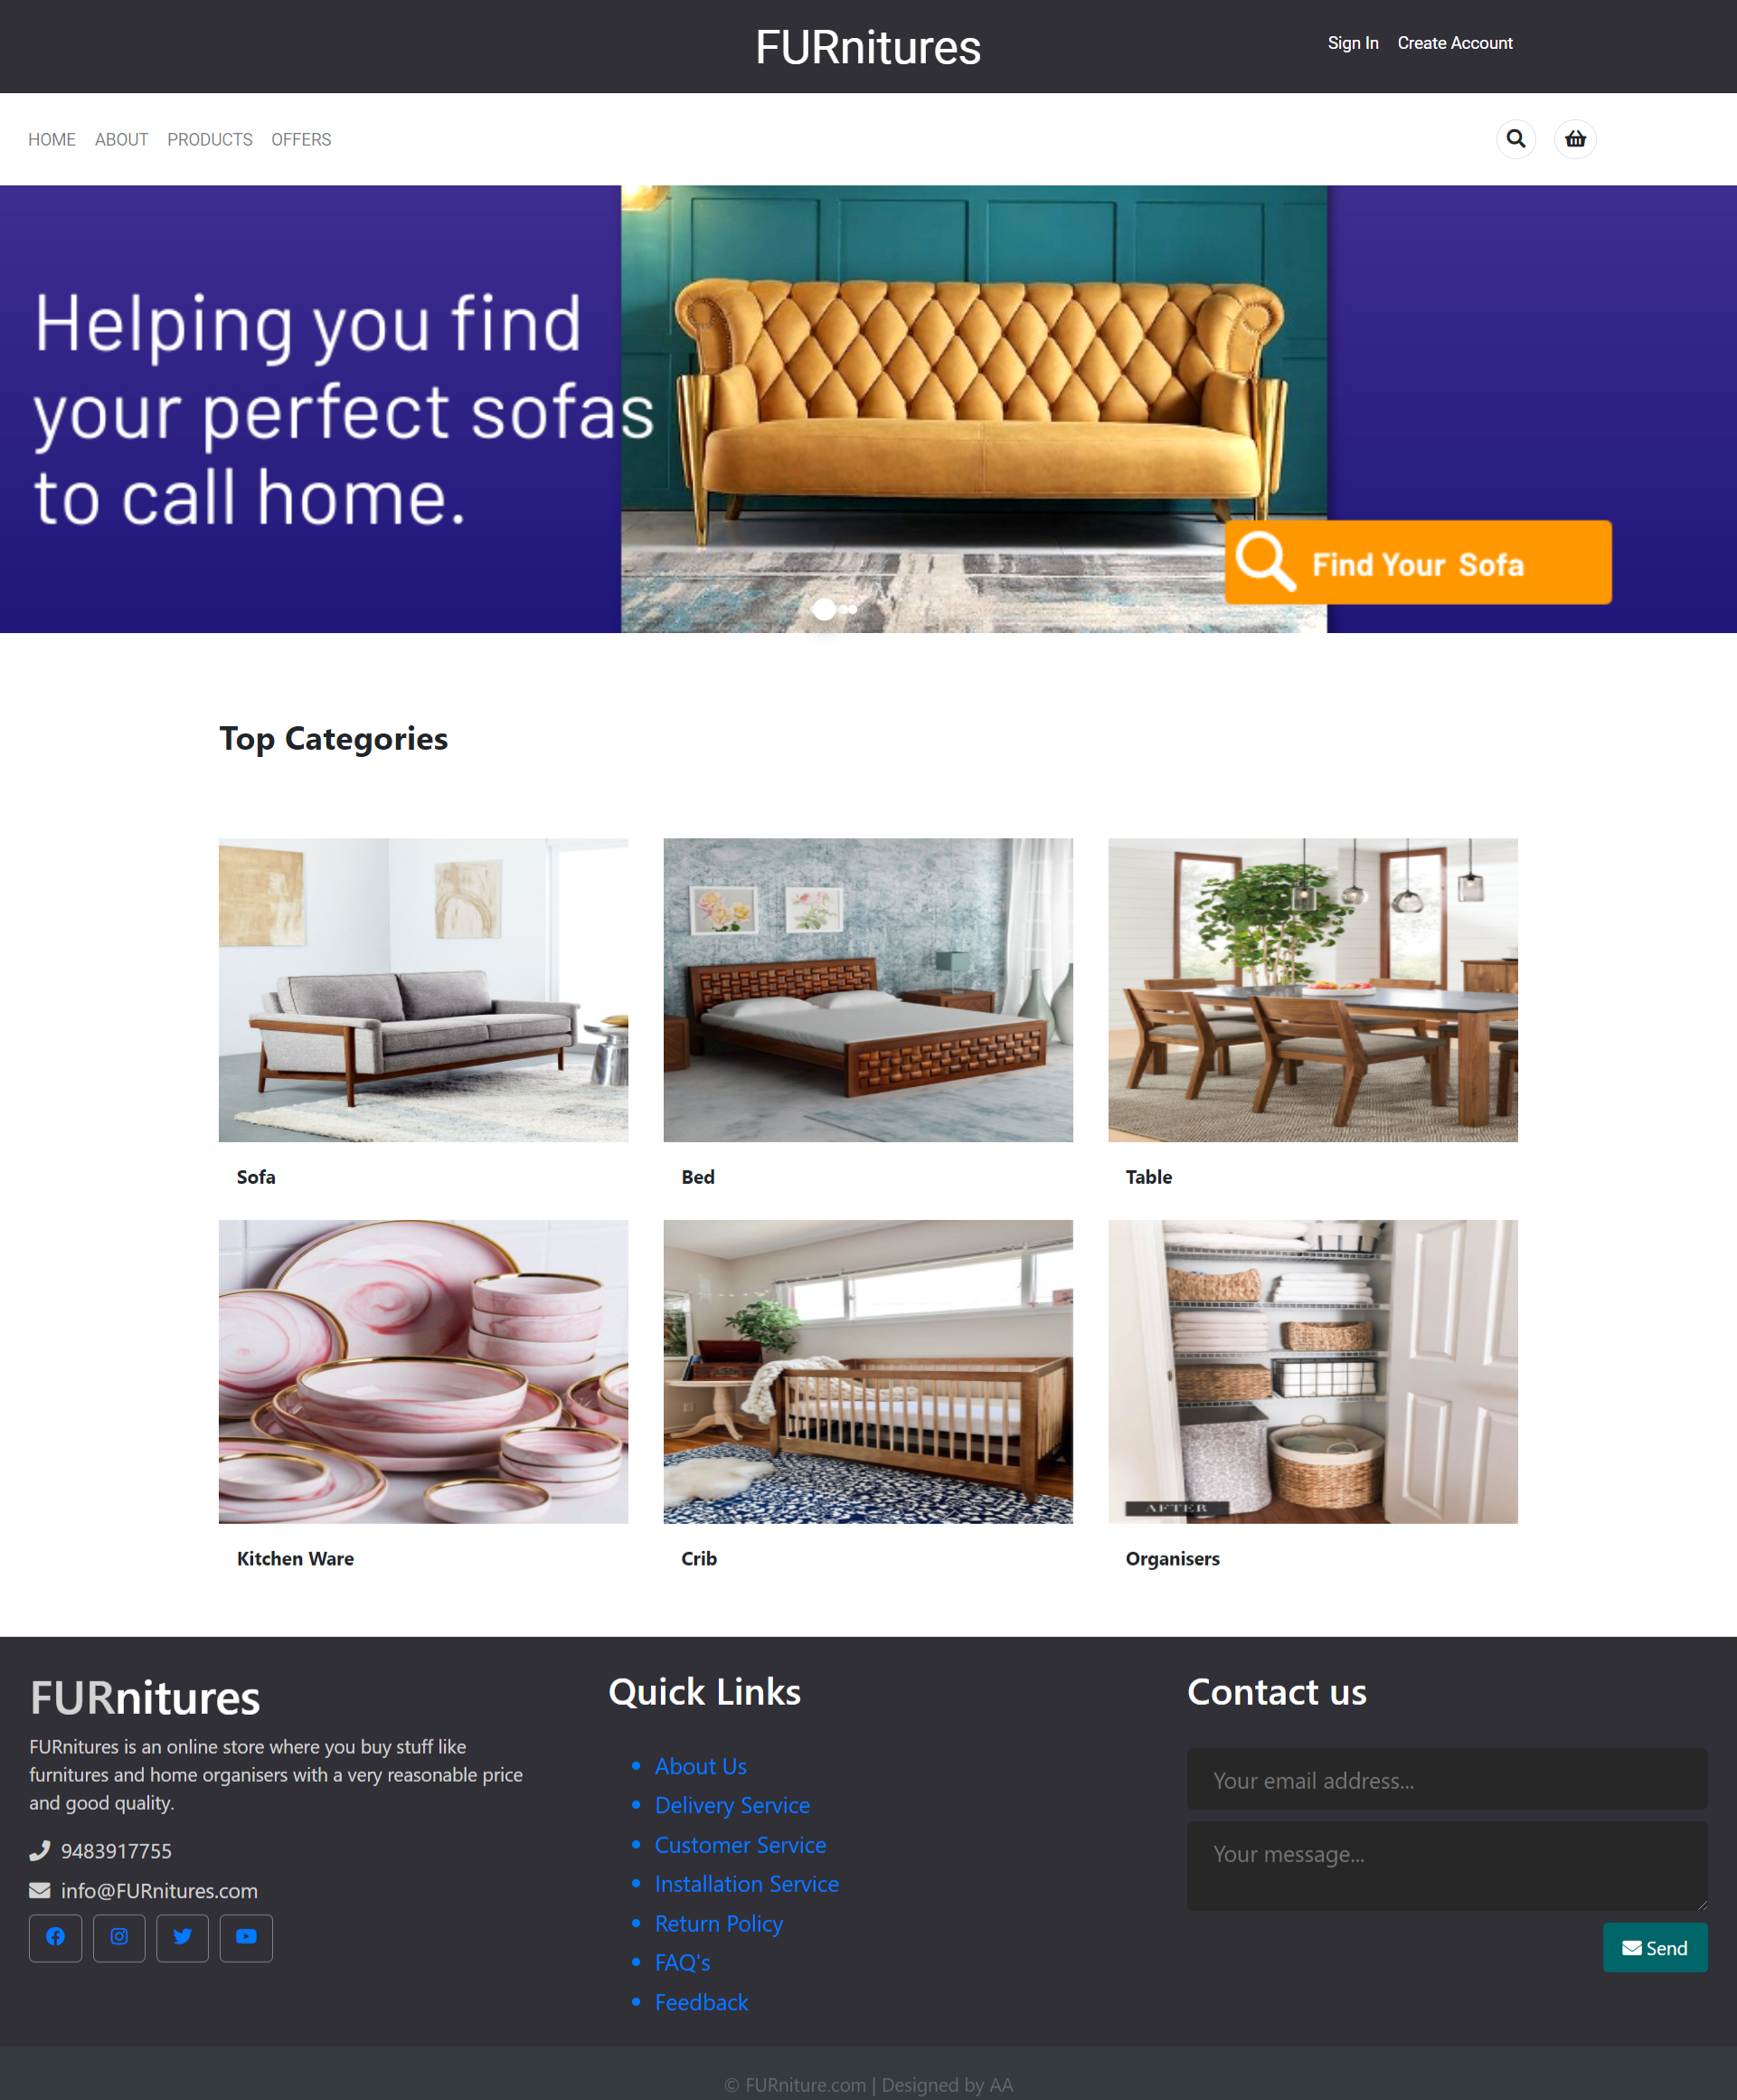 FURnitures
Sign In Create Account
HOME ABOUT PRODUCTS OFFERS
Helping you find
your perfect sofas
to call home.
Find Your Sofa
Top Categories
Sofa
Bed
Table
AFTER
Kitchen Ware
Crib
Organisers
FURnitures
FURnitures is an online store where you buy stuff like
furnitures and home organisers with a very reasonable price
and good quality.
9483917755
info@FURnitures.com
Quick Links
About Us
Delivery Service
Customer Service
Installation Service
Return Policy
FAQ's
Feedback
Contact us
Your email address...
Your message...
Send
© FURniture.com | Designed by AA